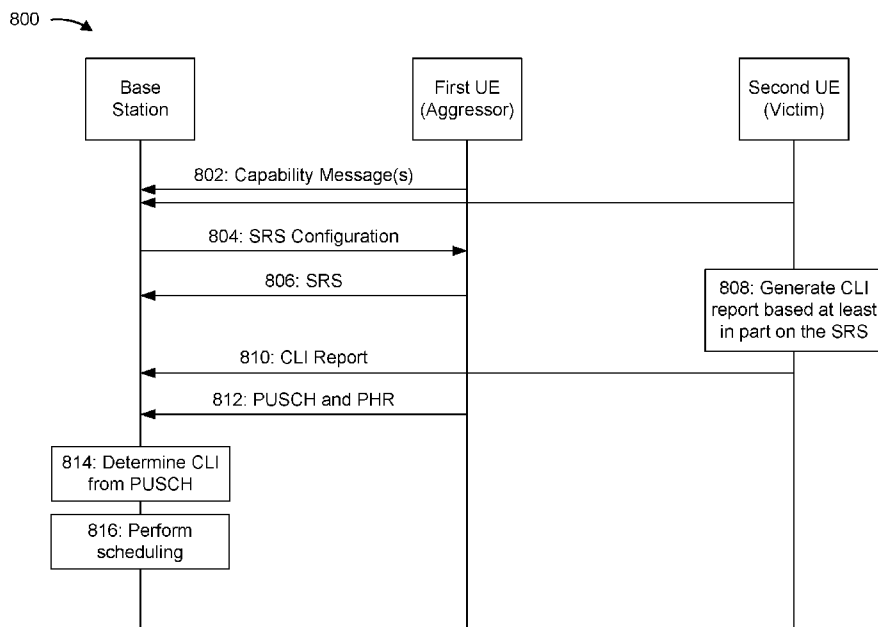 800
Base
Station
First UE
(Aggressor)
Second UE
(Victim)
802: Capability Message(s)
804: SRS Configuration
806: SRS
808: Generate CLI
report based at least
in part on the SRS
810: CLI Report
812: PUSCH and PHR
814: Determine CLI
from PUSCH
816: Perform
scheduling